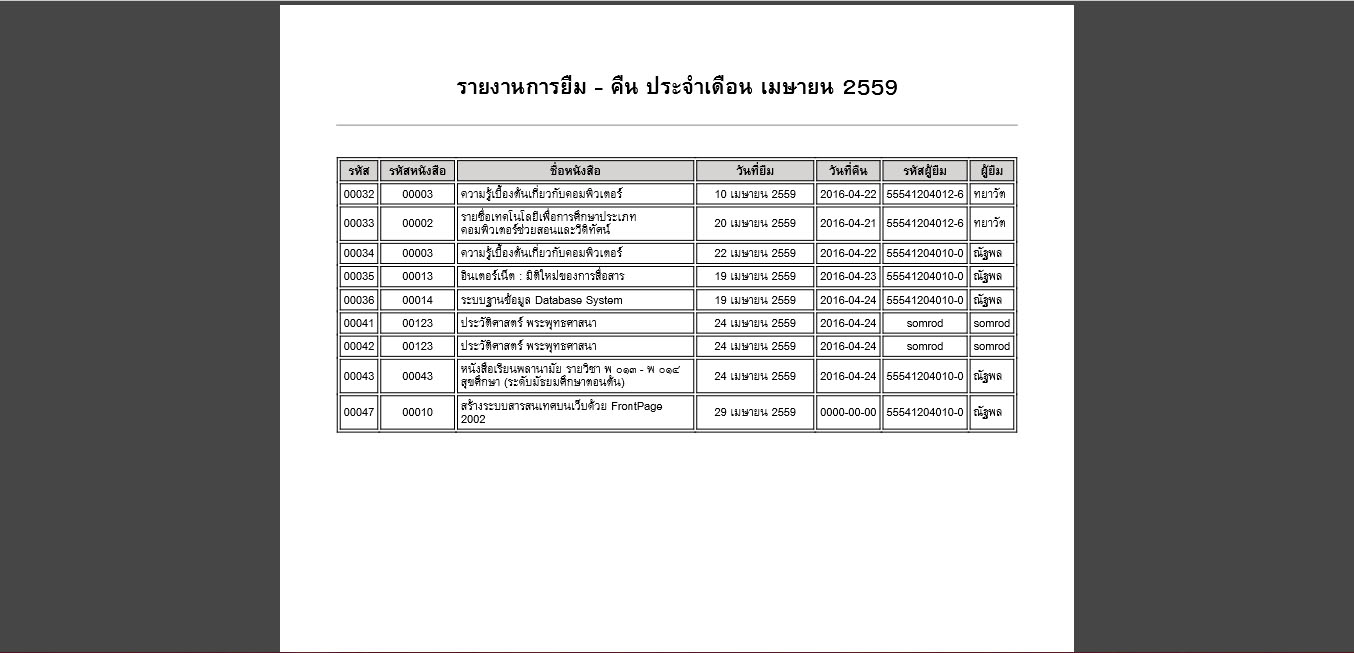 รายงานการยืม - คืน ประจำเดือน เมษายน 2559
รหัส รหัสหนังสือ ชื่อหนังสือ วันที่ยืม วันที่คืน รหัสผู้ยืม ผู้ยืม
00032 00003 ความรู้เบื้องต้นเกี่ยวกับคอมพิวเตอร์ 10 เมษายน 2559 2016-04-22 55541204012-6 ทยาวัต
00033 00002 รายชื่อเทคโนโลยีเพื่อการศึกษาประเภท
คอมพิวเตอร์ช่วยสอนและวีดิทัศน์ 20 เมษายน 2559 2016-04-21 55541204012-6 ทยาวัต
00034 00003 ความรู้เบื้องต้นเกี่ยวกับคอมพิวเตอร์ 22 เมษายน 2559 2016-04-22 55541204010-0 ณัฐพล
00035 00013 อินเตอร์เน็ต : มิติใหม่ของการสื่อสาร 19 เมษายน 2559 2016-04-23 55541204010-0 ณัฐพล
00036 00014 ระบบฐานข้อมูล Database System 19 เมษายน 2559 2016-04-24 55541204010-0 ณัฐพล
00041 00123 ประวัติศาสตร์ พระพุทธศาสนา 24 เมษายน 2559 2016-04-24 somrod somrod
00042 00123 ประวัติศาสตร์ พระพุทธศาสนา 24 เมษายน 2559 2016-04-24 somrod somrod
00043 00043 หนังสือเรียนพลานามัย รายวิชา พ ๐๑๓ - พ ๐๑๔
สุขศึกษา (ระดับมัธยมศึกษาตอนต้น) 24 เมษายน 2559 2016-04-24 55541204010-0 ณัฐพล
00047 00010 สร้างระบบสารสนเทศบนเว็บด้วย FrontPage
2002 29 เมษายน 2559 0000-00-00 55541204010-0 ณัฐพล